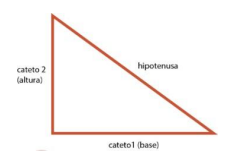 cateto 2
(altura)
hipotenusa
cateto1 (base)